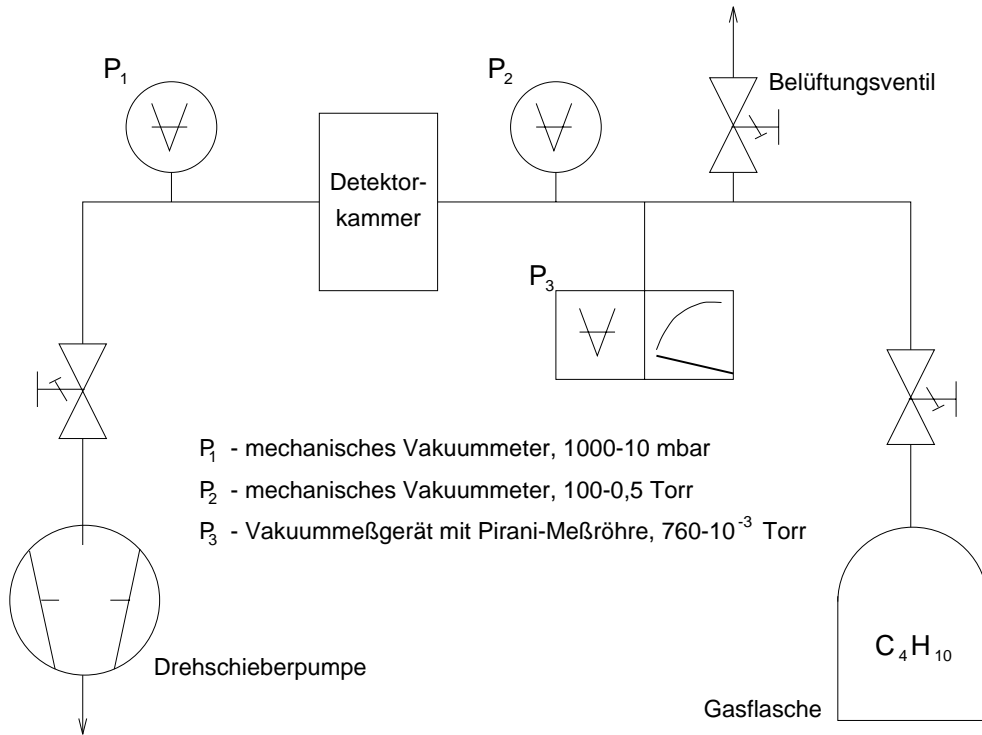 P1
P2
Belüftungsventil
Detektor-
kammer
P3
P1 - mechanisches Vakuummeter, 1000-10 mbar
P2 - mechanisches Vakuummeter, 100-0,5 Torr
P3 - Vakuummeßgerät mit Pirani-Meßröhre, 760-10-3 Torr
Drehschieberpumpe
C4H10
Gasflasche